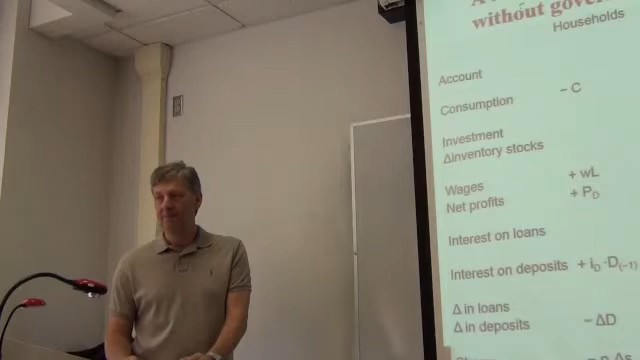 without
Households
Account
Consumption − C
Investment
Δinventory stocks
Wages + wL
Net profits + P_D
Interest on loans
Interest on deposits + i_D·D_(−1)
Δ in loans
Δ in deposits − ΔD